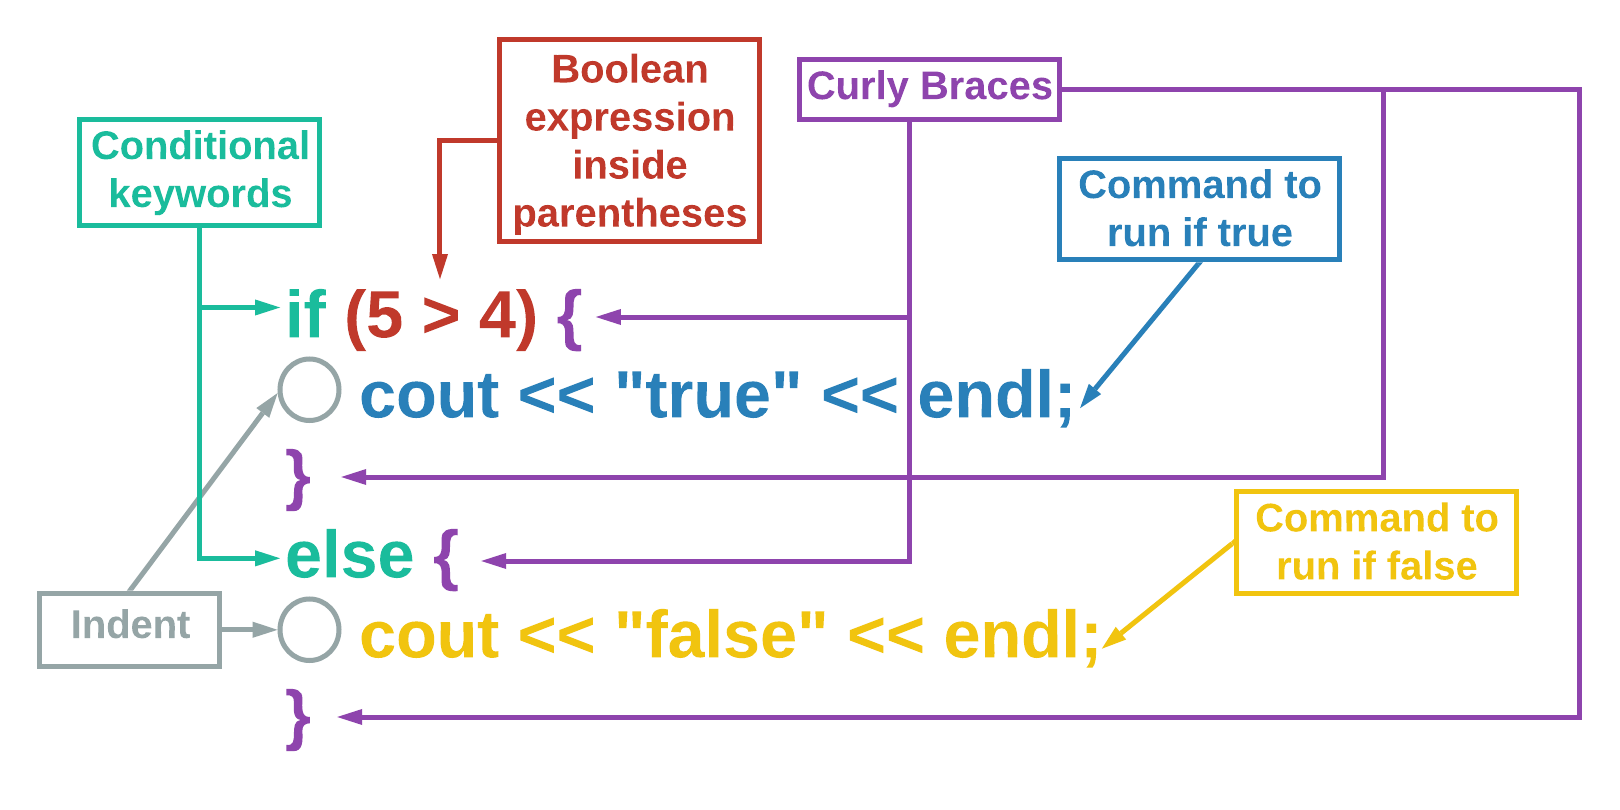 Boolean
expression
inside
parentheses
Curly Braces
Conditional
keywords
Command to
run if true
if (5 > 4) {
cout << "true" << endl;
}
Command to
run if false
else {
Indent
cout << "false" << endl;
}